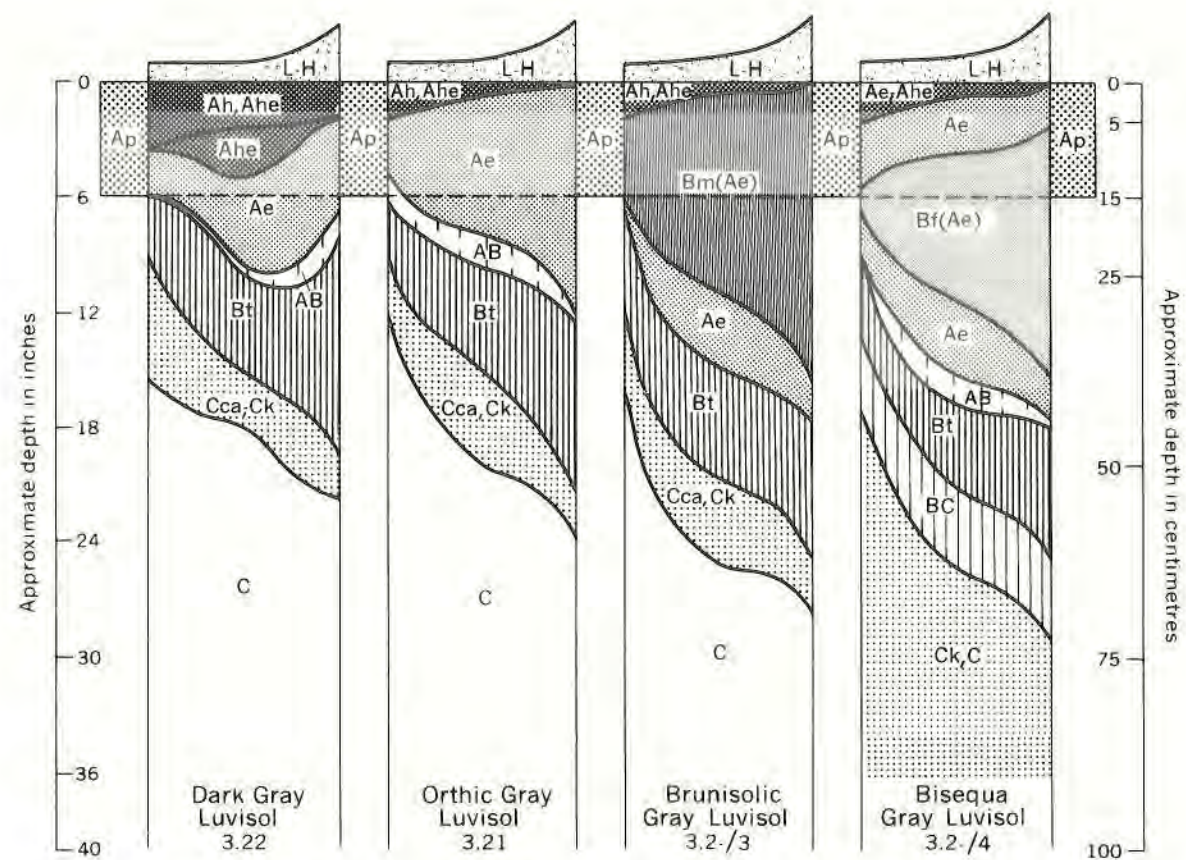 Approximate depth in inches
0
6
12
18
24
30
36
40
Ap
L-H
Ah,Ahe
Ahe
Ae
AB
Bt
Cca,Ck
C
Dark Gray
Luvisol
3.22
Ap
L-H
Ah,Ahe
Ae
AB
Bt
Cca,Ck
C
Orthic Gray
Luvisol
3.21
Ap
L-H
Ah,Ahe
Bm(Ae)
Ae
Bt
Cca,Ck
C
Brunisolic
Gray Luvisol
3.2-/3
Ap
L-H
Ae,Ahe
Ae
Bf(Ae)
Ae
AB
Bt
BC
Ck,C
Bisequa
Gray Luvisol
3.2-/4
Ap
0
5
15
25
50
75
100
Approximate depth in centimetres